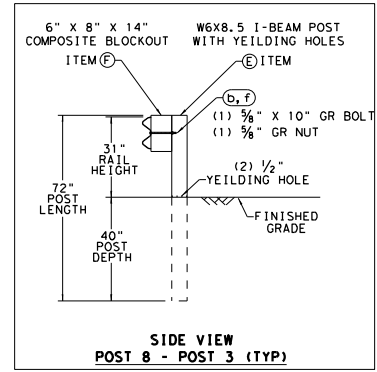 6" X 8" X 14"
COMPOSITE BLOCKOUT
ITEM F
W6X8.5 I-BEAM POST
WITH YEILDING HOLES
E ITEM
b, f
(1) ⅝" X 10" GR BOLT
(1) ⅝" GR NUT
31"
RAIL
HEIGHT
72"
POST
LENGTH
(2) ½"
YEILDING HOLE
FINISHED
GRADE
40"
POST
DEPTH
SIDE VIEW
POST 8 - POST 3 (TYP)